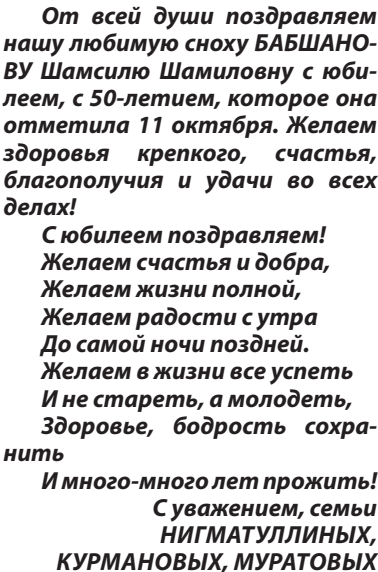 От всей души поздравляем
нашу любимую сноху БАБШАНО-
ВУ Шамсилю Шамиловну с юби-
леем, с 50-летием, которое она
отметила 11 октября. Желаем
здоровья крепкого, счастья,
благополучия и удачи во всех
делах!
С юбилеем поздравляем!
Желаем счастья и добра,
Желаем жизни полной,
Желаем радости с утра
До самой ночи поздней.
Желаем в жизни все успеть
И не стареть, а молодеть,
Здоровье, бодрость сохра-
нить
И много-много лет прожить!
С уважением, семьи
НИГМАТУЛЛИНЫХ,
КУРМАНОВЫХ, МУРАТОВЫХ